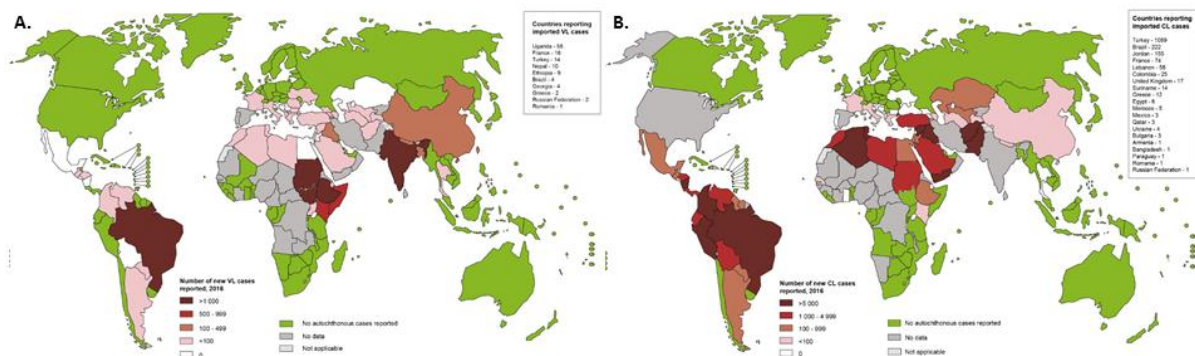 A.
Countries reporting
imported VL cases
Uganda - 58
France - 18
Turkey - 14
Nepal - 10
Ethiopia - 9
Brazil - 4
Georgia - 4
Greece - 2
Russian Federation - 2
Romania - 1
Number of new VL cases
reported, 2016
>1 000
500 - 999
100 - 499
<100
0
No autochthonous cases reported
No data
Not applicable
B.
Countries reporting
imported CL cases
Turkey - 1069
Brazil - 222
Jordan - 155
France - 74
Lebanon - 58
Colombia - 25
United Kingdom - 17
Suriname - 14
Greece - 12
Egypt - 6
Morocco - 5
Mexico - 3
Qatar - 3
Ukraine - 4
Bulgaria - 3
Armenia - 1
Bangladesh - 1
Paraguay - 1
Romania - 1
Russian Federation - 1
Number of new CL cases
reported, 2016
>5 000
1 000 - 4 999
100 - 999
<100
0
No autochthonous cases reported
No data
Not applicable